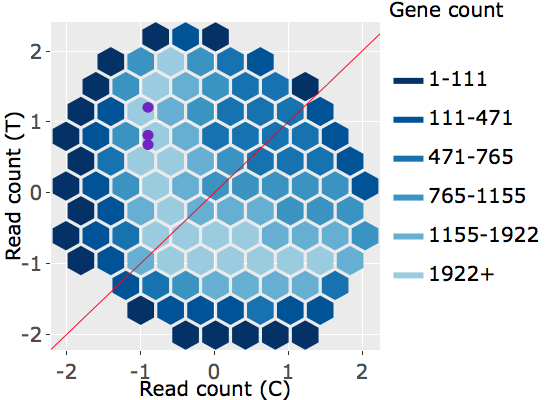 Gene count
1-111
111-471
471-765
765-1155
1155-1922
1922+
Read count (T)
2
1
0
-1
-2
-2 -1 0 1 2
Read count (C)